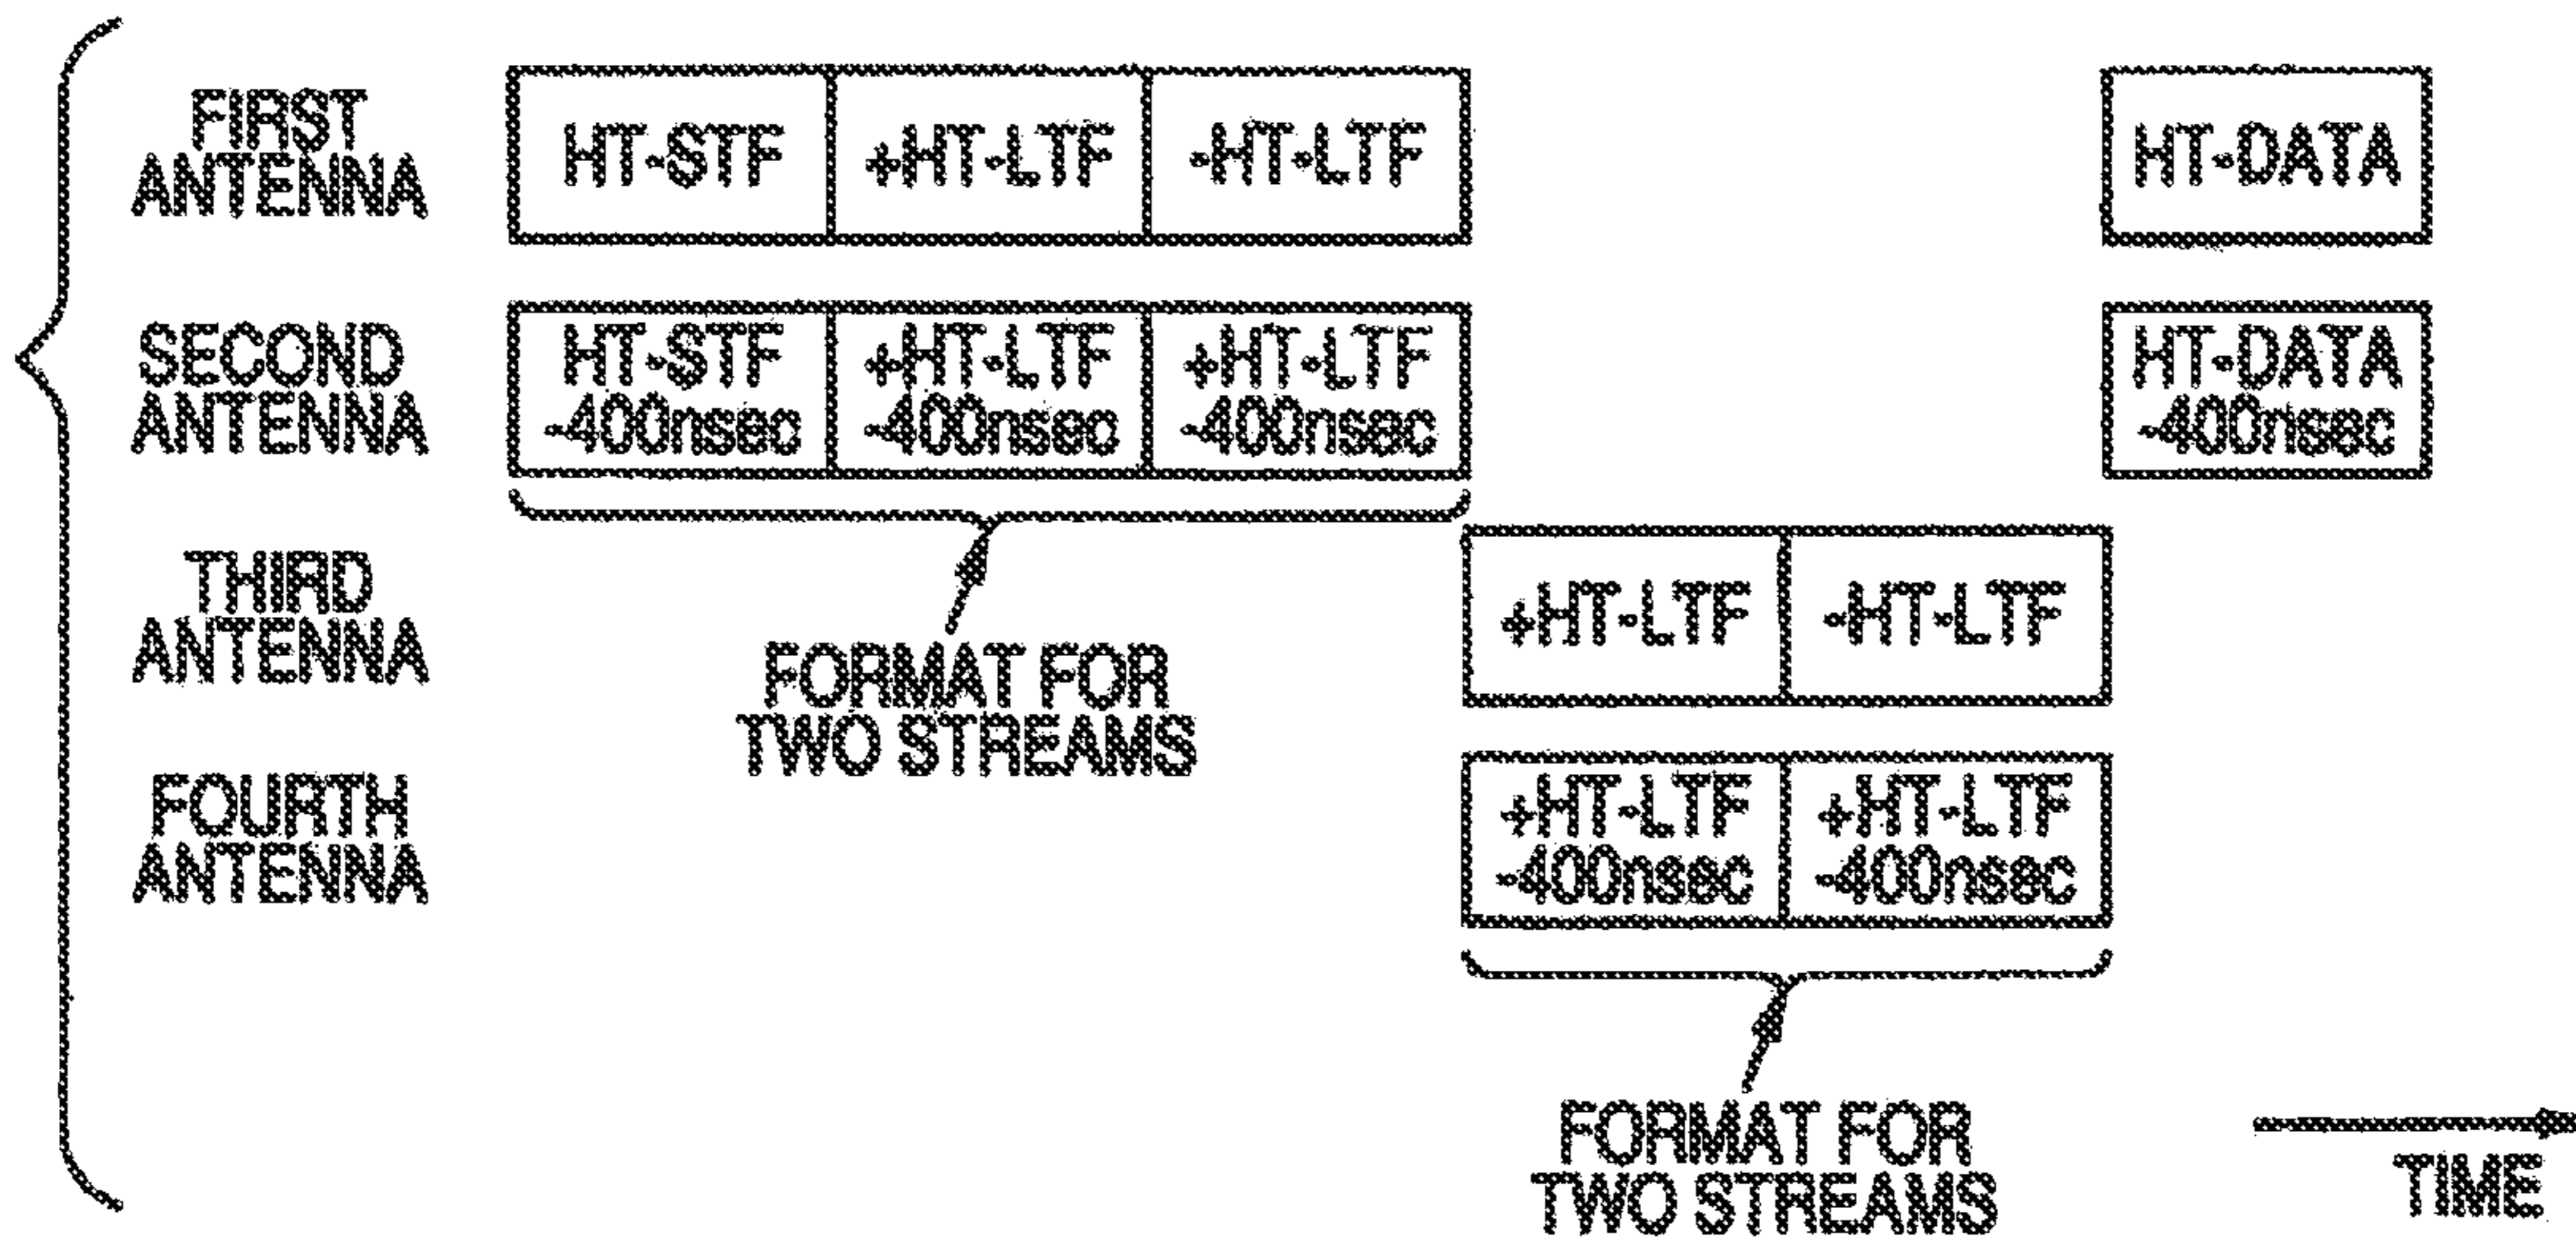 FIRST
ANTENNA
HT-STF
+HT-LTF
-HT-LTF
HT-DATA
SECOND
ANTENNA
HT-STF
-400nsec
+HT-LTF
-400nsec
+HT-LTF
-400nsec
HT-DATA
-400nsec
THIRD
ANTENNA
+HT-LTF
-HT-LTF
FORMAT FOR
TWO STREAMS
FOURTH
ANTENNA
+HT-LTF
-400nsec
+HT-LTF
-400nsec
FORMAT FOR
TWO STREAMS
TIME